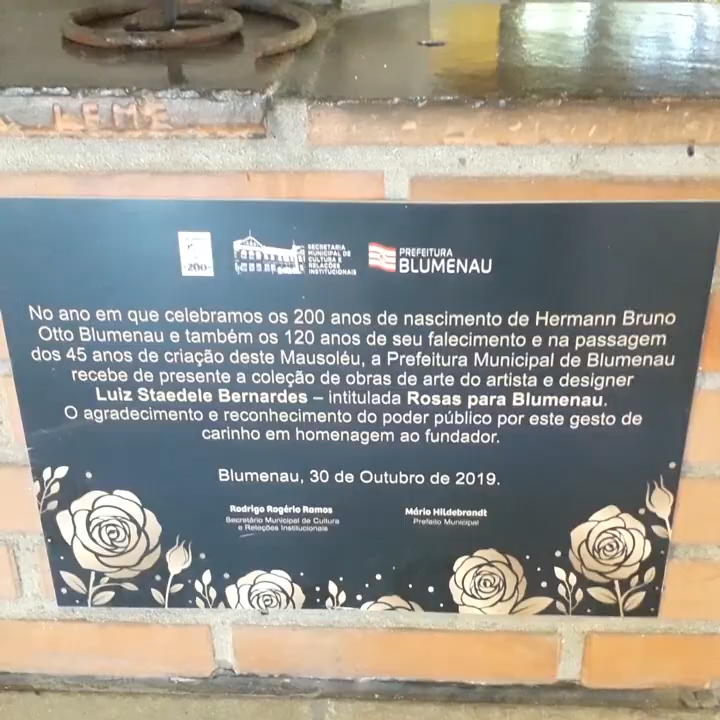 LEME
200
SECRETARIA
MUNICIPAL DE
CULTURA E
RELAÇÕES
INSTITUCIONAIS
PREFEITURA
BLUMENAU
No ano em que celebramos os 200 anos de nascimento de Hermann Bruno
Otto Blumenau e também os 120 anos de seu falecimento e na passagem
dos 45 anos de criação deste Mausoléu, a Prefeitura Municipal de Blumenau
recebe de presente a coleção de obras de arte do artista e designer
Luiz Staedele Bernardes – intitulada Rosas para Blumenau.
O agradecimento e reconhecimento do poder público por este gesto de
carinho em homenagem ao fundador.
Blumenau, 30 de Outubro de 2019.
Rodrigo Rogério Ramos
Secretário Municipal de Cultura
e Relações Institucionais
Mário Hildebrandt
Prefeito Municipal